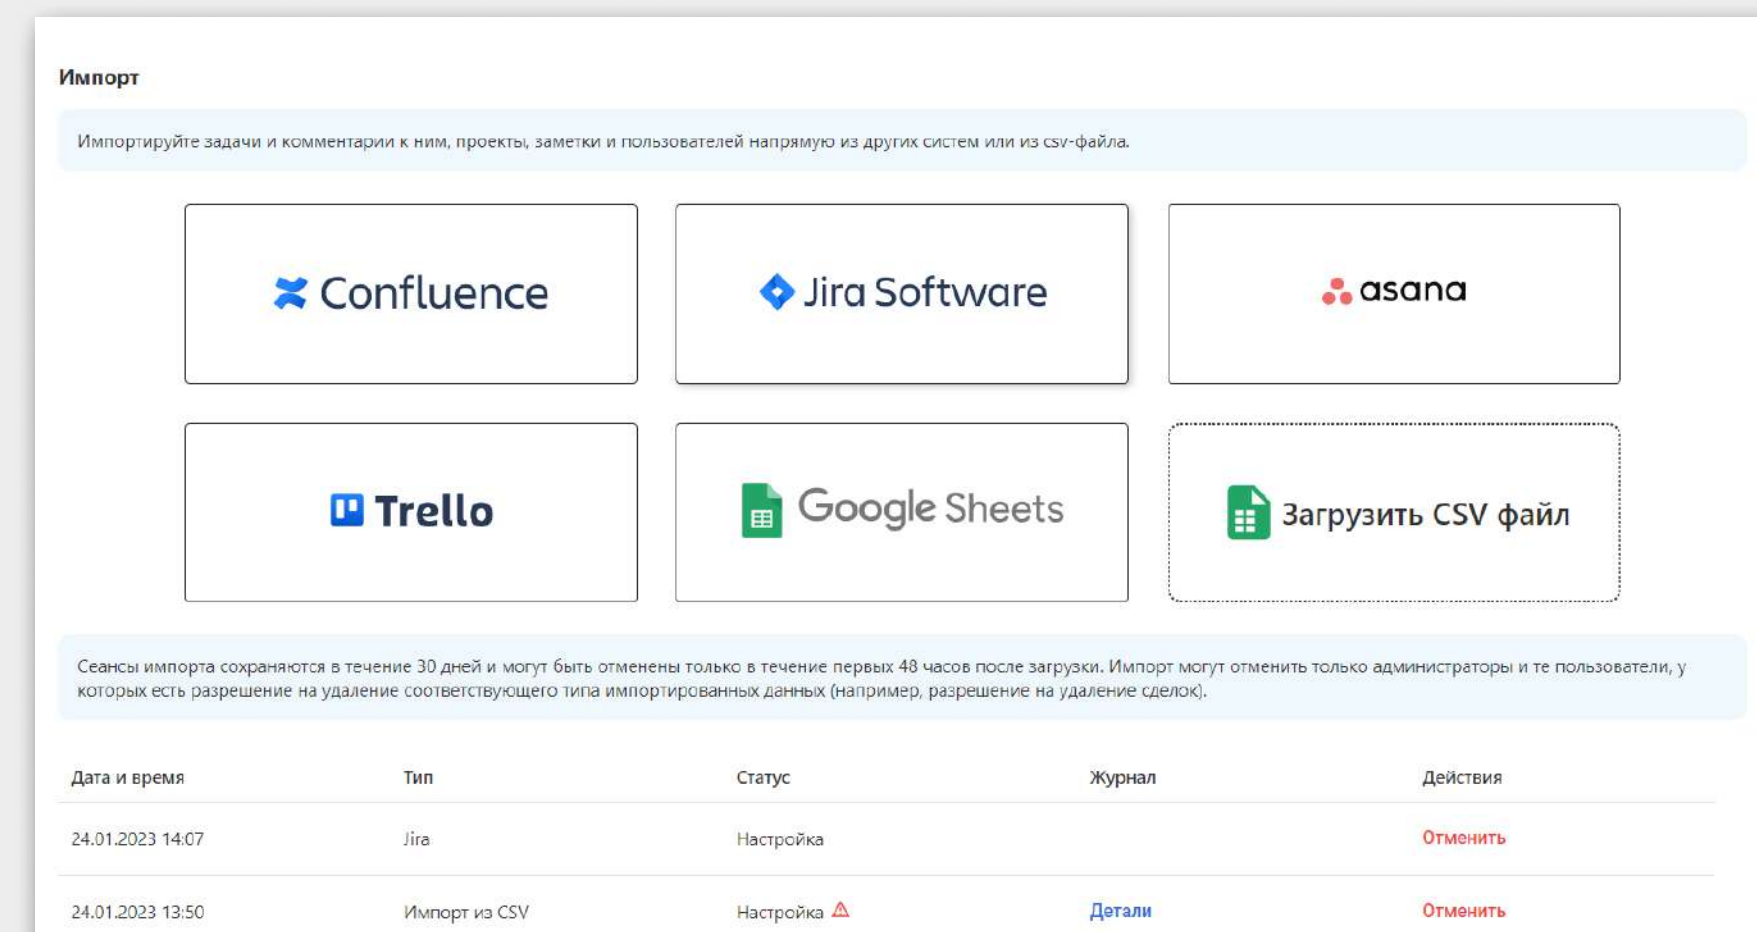 Импорт
Импортируйте задачи и комментарии к ним, проекты, заметки и пользователей напрямую из других систем или из csv-файла.
Confluence
Jira Software
asana
Trello
Google Sheets
Загрузить CSV файл
Сеансы импорта сохраняются в течение 30 дней и могут быть отменены только в течение первых 48 часов после загрузки. Импорт могут отменить только администраторы и те пользователи, у
которых есть разрешение на удаление соответствующего типа импортированных данных (например, разрешение на удаление сделок).
Дата и время Тип Статус Журнал Действия
24.01.2023 14:07 Jira Настройка Отменить
24.01.2023 13:50 Импорт из CSV Настройка Детали Отменить